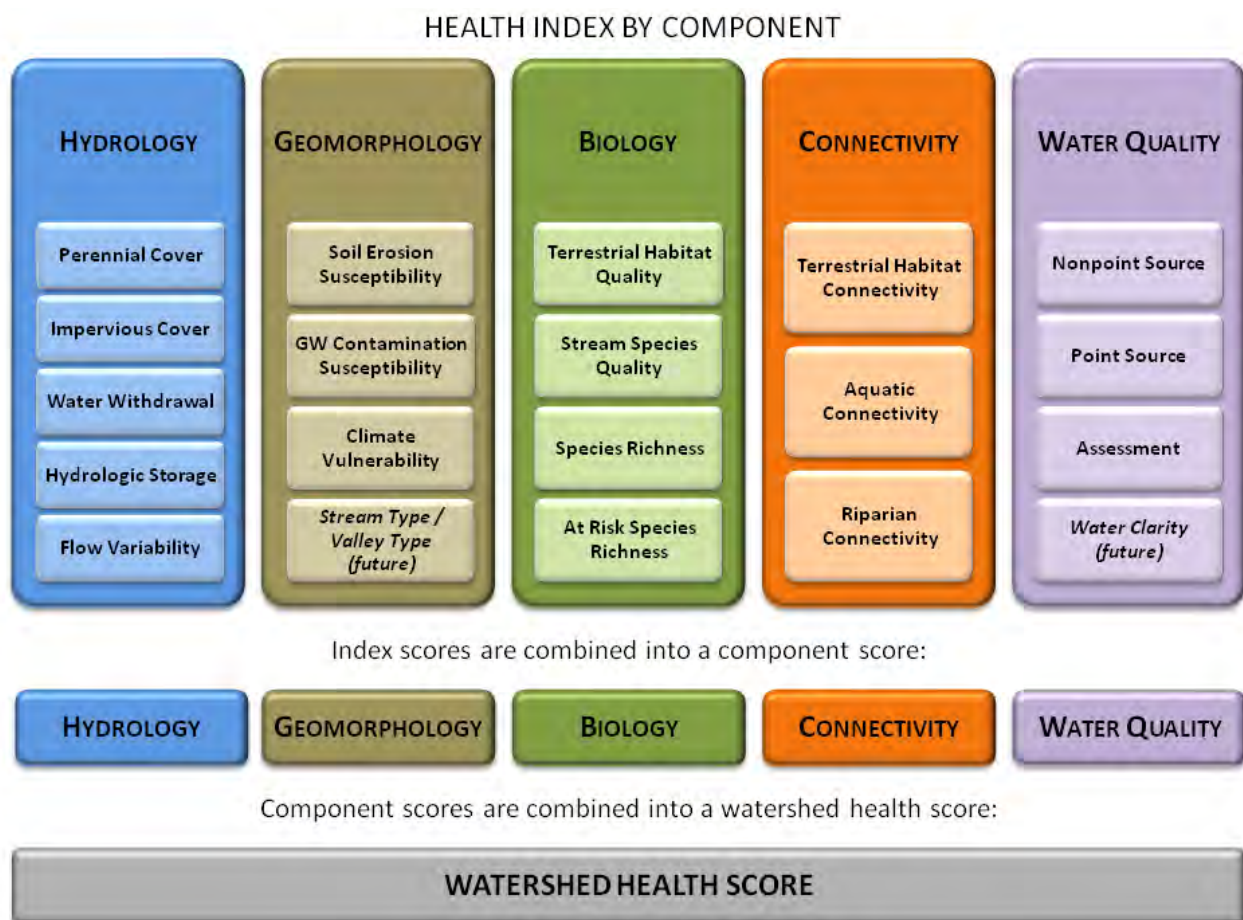 HEALTH INDEX BY COMPONENT
HYDROLOGY
Perennial Cover
Impervious Cover
Water Withdrawal
Hydrologic Storage
Flow Variability
GEOMORPHOLOGY
Soil Erosion
Susceptibility
GW Contamination
Susceptibility
Climate
Vulnerability
Stream Type /
Valley Type
(future)
BIOLOGY
Terrestrial Habitat
Quality
Stream Species
Quality
Species Richness
At Risk Species
Richness
CONNECTIVITY
Terrestrial Habitat
Connectivity
Aquatic
Connectivity
Riparian
Connectivity
WATER QUALITY
Nonpoint Source
Point Source
Assessment
Water Clarity
(future)
Index scores are combined into a component score:
HYDROLOGY
GEOMORPHOLOGY
BIOLOGY
CONNECTIVITY
WATER QUALITY
Component scores are combined into a watershed health score:
WATERSHED HEALTH SCORE